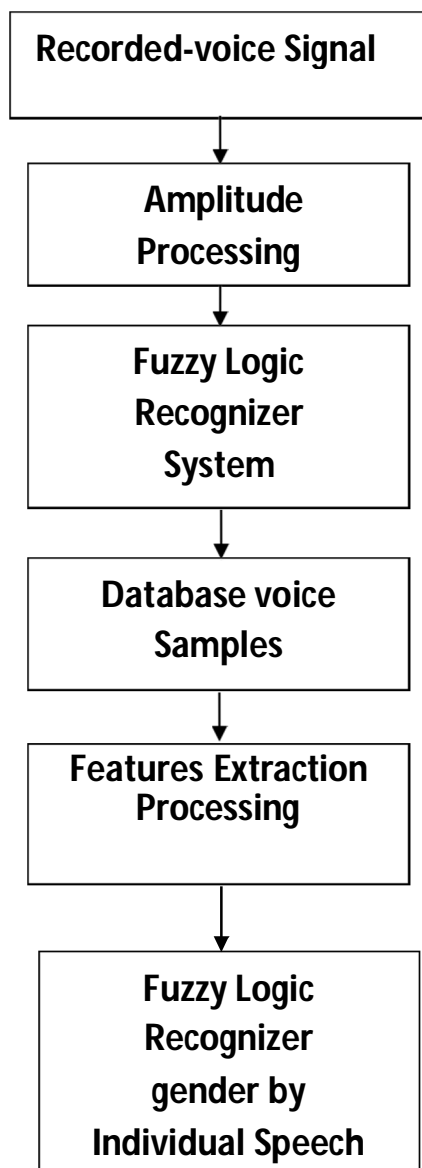 Recorded-voice Signal
Amplitude
Processing
Fuzzy Logic
Recognizer
System
Database voice
Samples
Features Extraction
Processing
Fuzzy Logic
Recognizer
gender by
Individual Speech